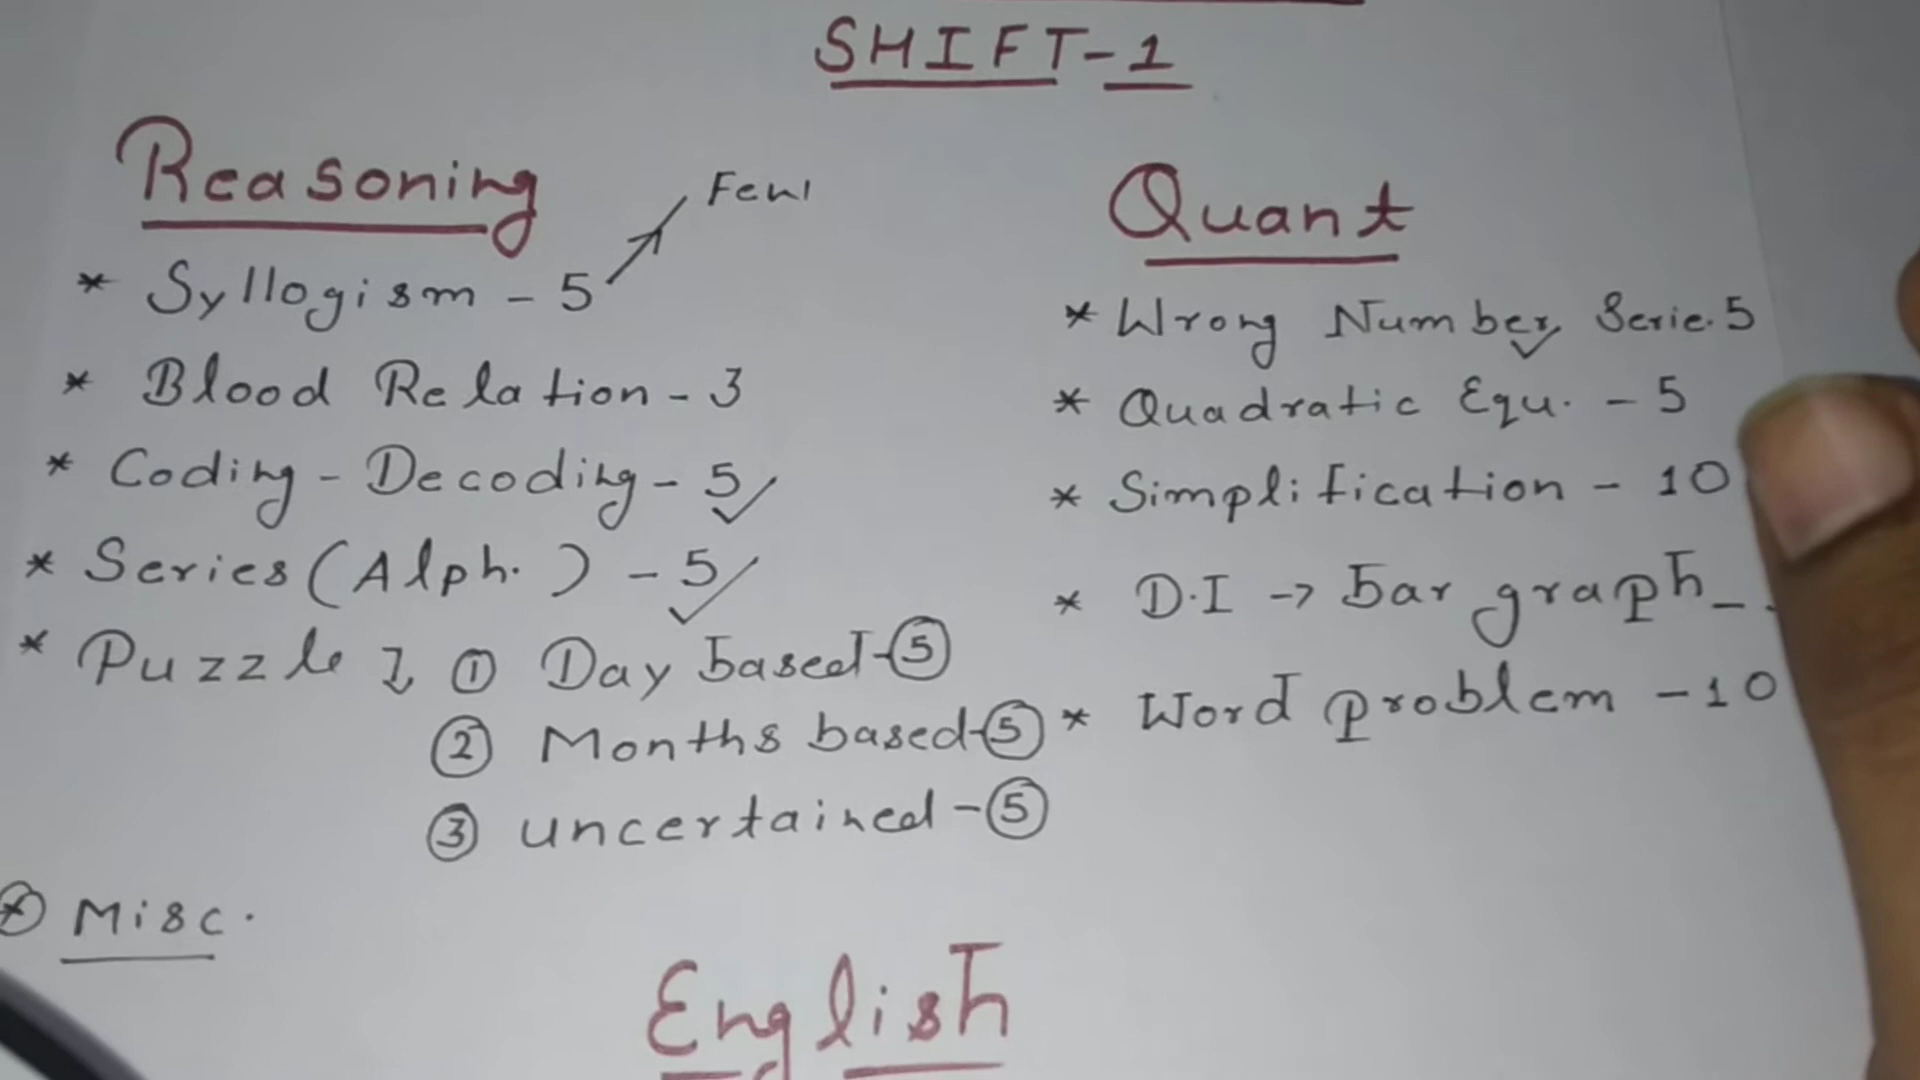 SHIFT-1
Reasoning
* Syllogism - 5
* Blood Relation - 3
* Coding - Decoding - 5
* Series (Alph.) - 5
* Puzzle ① Day based - ⑤
② Months based - ⑤
③ uncertained - ⑤
* Misc.
Quant
* Wrong Number Serie. 5
* Quadratic Equ. - 5
* Simplification - 10
* D.I → bar graph -
* Word problem - 10
English